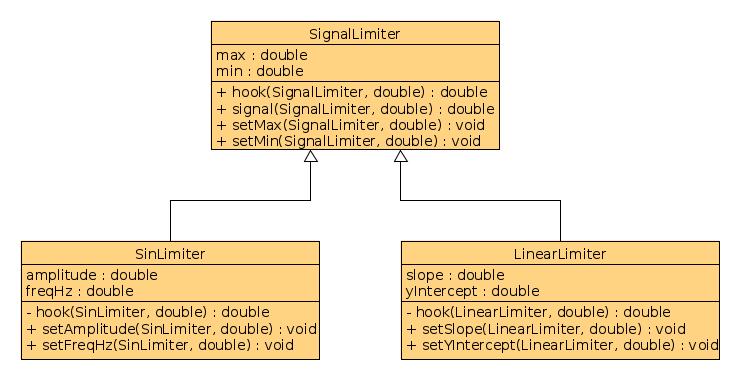 SignalLimiter
max : double
min : double
+ hook(SignalLimiter, double) : double
+ signal(SignalLimiter, double) : double
+ setMax(SignalLimiter, double) : void
+ setMin(SignalLimiter, double) : void
SinLimiter
amplitude : double
freqHz : double
- hook(SinLimiter, double) : double
+ setAmplitude(SinLimiter, double) : void
+ setFreqHz(SinLimiter, double) : void
LinearLimiter
slope : double
yIntercept : double
- hook(LinearLimiter, double) : double
+ setSlope(LinearLimiter, double) : void
+ setYIntercept(LinearLimiter, double) : void